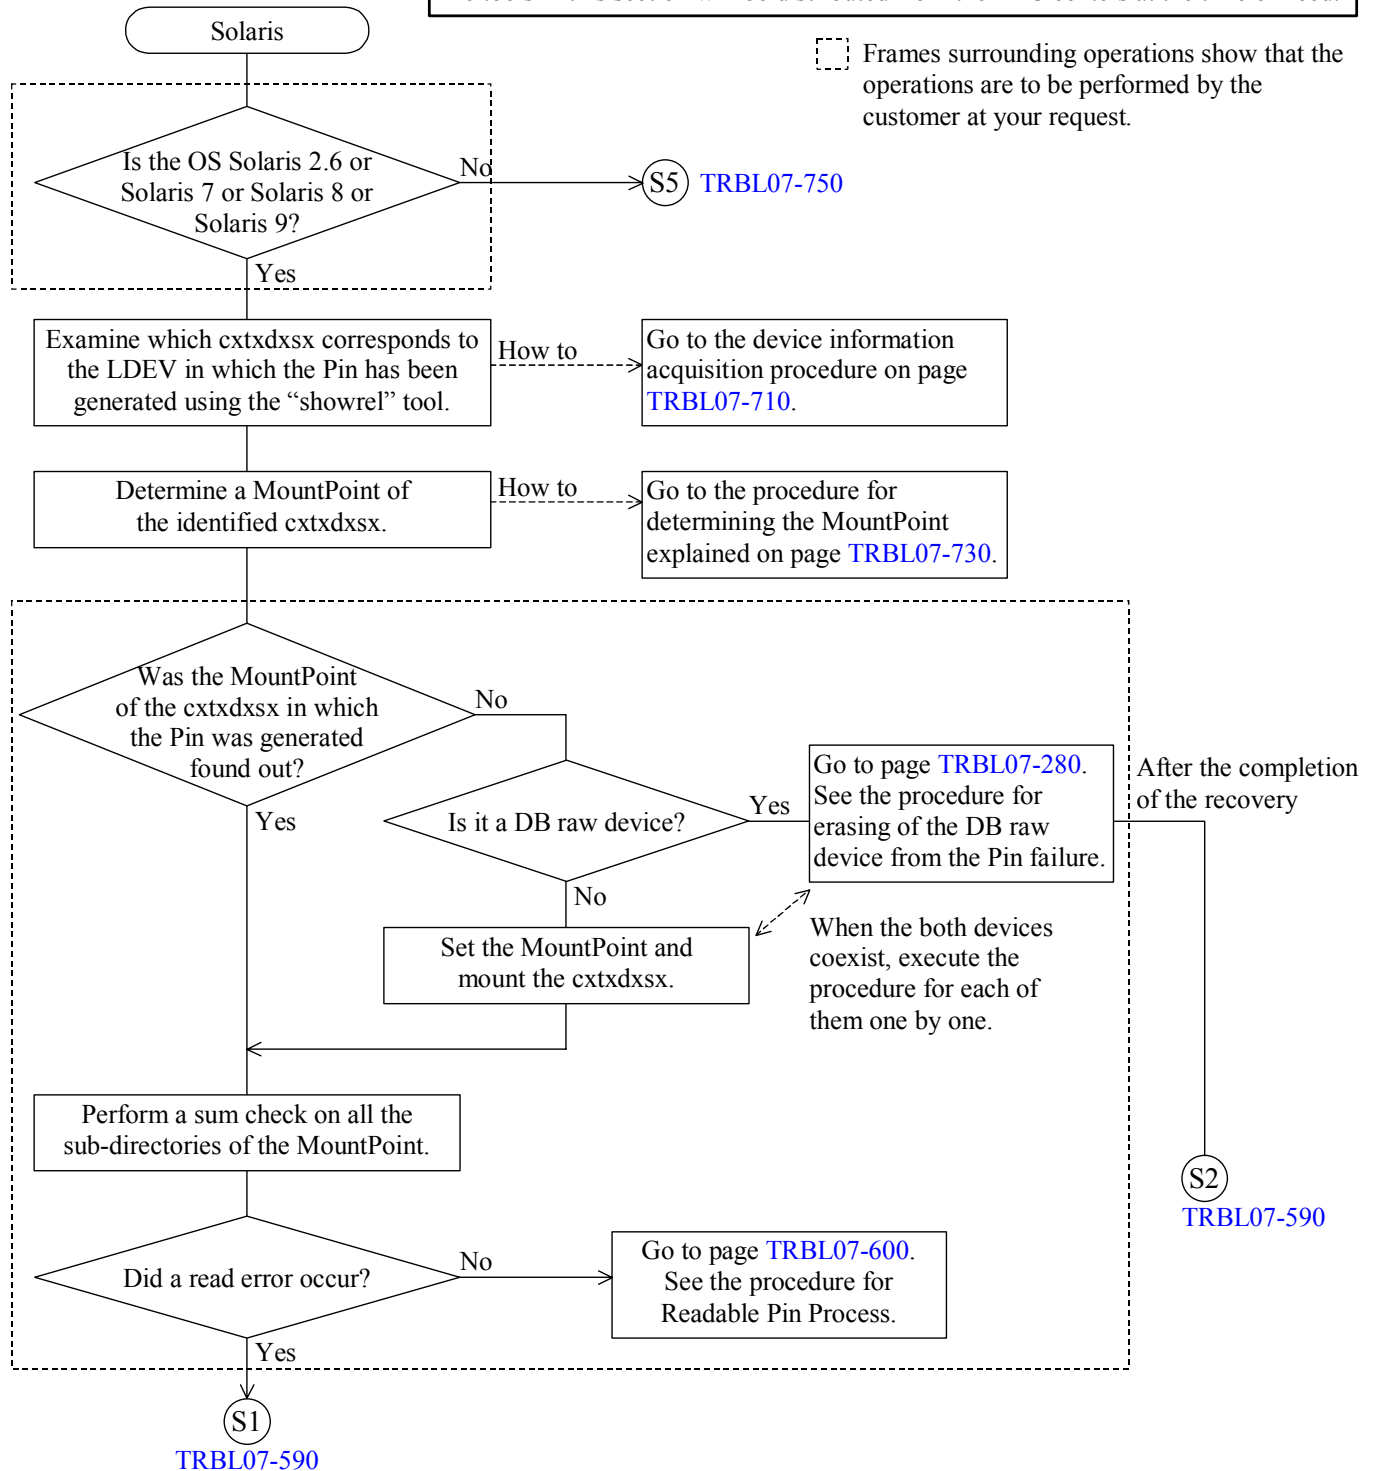 Solaris
Frames surrounding operations show that the
operations are to be performed by the
customer at your request.
Is the OS Solaris 2.6 or
Solaris 7 or Solaris 8 or
Solaris 9?
No
S5
TRBL07-750
Yes
Examine which cxtxdxsx corresponds to
the LDEV in which the Pin has been
generated using the “showrel” tool.
How to
Go to the device information
acquisition procedure on page
TRBL07-710.
Determine a MountPoint of
the identified cxtxdxsx.
How to
Go to the procedure for
determining the MountPoint
explained on page TRBL07-730.
Was the MountPoint
of the cxtxdxsx in which
the Pin was generated
found out?
No
Yes
Is it a DB raw device?
Yes
Go to page TRBL07-280.
See the procedure for
erasing of the DB raw
device from the Pin failure.
After the completion
of the recovery
No
Set the MountPoint and
mount the cxtxdxsx.
When the both devices
coexist, execute the
procedure for each of
them one by one.
Perform a sum check on all the
sub-directories of the MountPoint.
S2
TRBL07-590
Did a read error occur?
No
Go to page TRBL07-600.
See the procedure for
Readable Pin Process.
Yes
S1
TRBL07-590